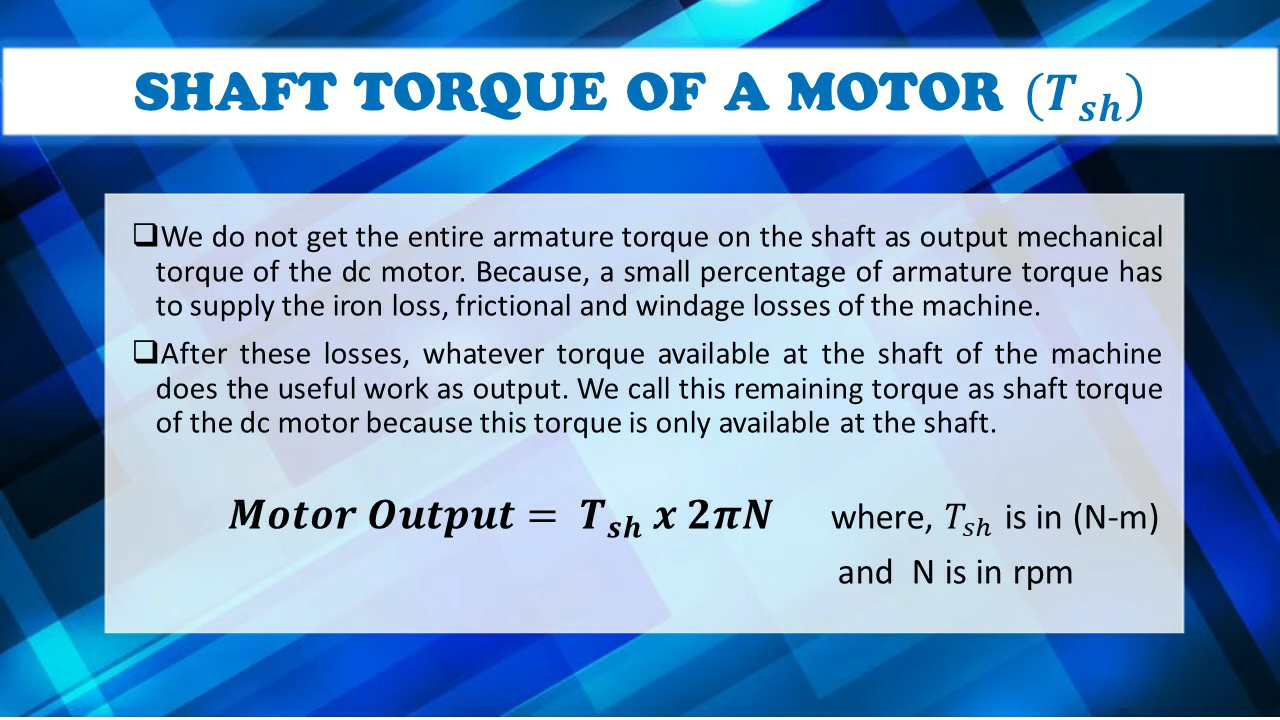 SHAFT TORQUE OF A MOTOR (T_sh)
❑We do not get the entire armature torque on the shaft as output mechanical
torque of the dc motor. Because, a small percentage of armature torque has
to supply the iron loss, frictional and windage losses of the machine.
❑After these losses, whatever torque available at the shaft of the machine
does the useful work as output. We call this remaining torque as shaft torque
of the dc motor because this torque is only available at the shaft.
Motor Output = T_sh x 2πN where, T_sh is in (N-m)
and N is in rpm